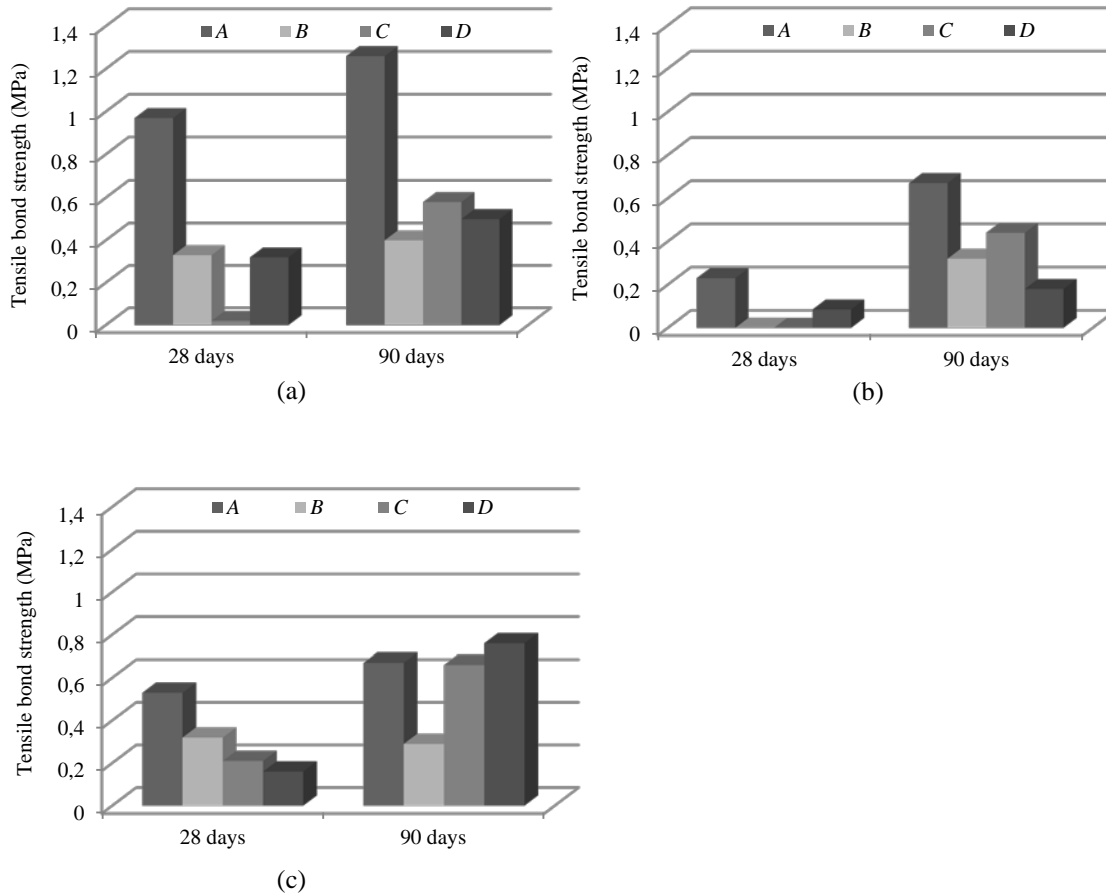 Tensile bond strength (MPa)
1,4
1,2
1
0,8
0,6
0,4
0,2
0
A B C D
28 days 90 days
(a)
Tensile bond strength (MPa)
1,4
1,2
1
0,8
0,6
0,4
0,2
0
A B C D
28 days 90 days
(b)
Tensile bond strength (MPa)
1,4
1,2
1
0,8
0,6
0,4
0,2
0
A B C D
28 days 90 days
(c)